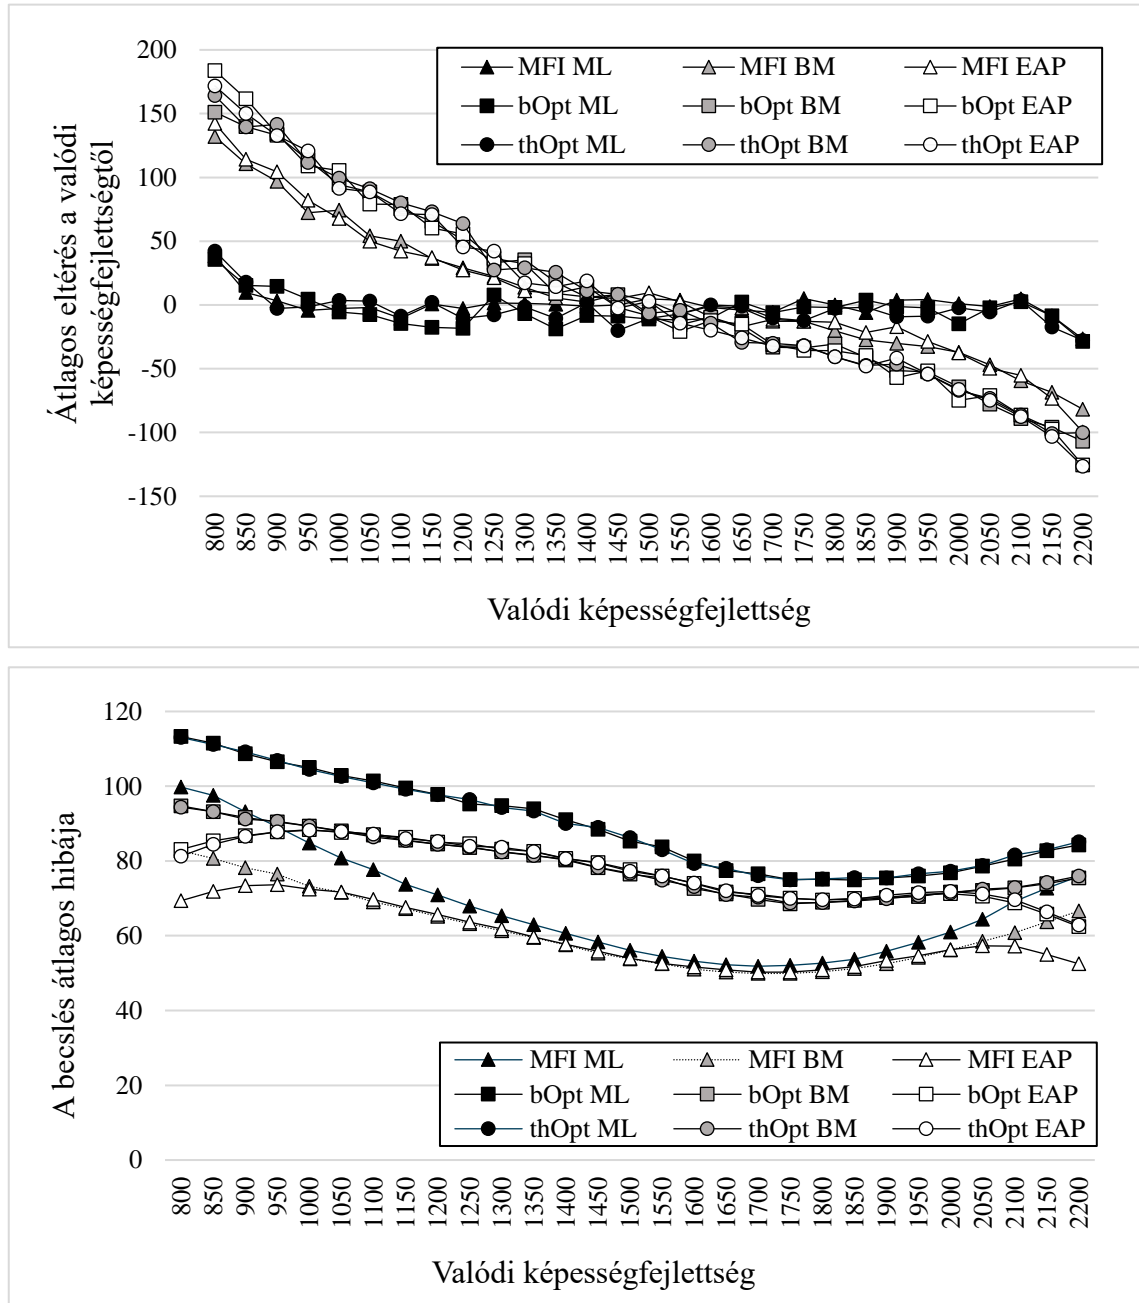 200
150
100
50
0
-50
-100
-150
Átlagos eltérés a valódi
képességfejlettségtől
MFI ML MFI BM MFI EAP
bOpt ML bOpt BM bOpt EAP
thOpt ML thOpt BM thOpt EAP
800 850 900 950 1000 1050 1100 1150 1200 1250 1300 1350 1400 1450 1500 1550 1600 1650 1700 1750 1800 1850 1900 1950 2000 2050 2100 2150 2200
Valódi képességfejlettség
120
100
80
60
40
20
0
A becslés átlagos hibája
MFI ML MFI BM MFI EAP
bOpt ML bOpt BM bOpt EAP
thOpt ML thOpt BM thOpt EAP
800 850 900 950 1000 1050 1100 1150 1200 1250 1300 1350 1400 1450 1500 1550 1600 1650 1700 1750 1800 1850 1900 1950 2000 2050 2100 2150 2200
Valódi képességfejlettség